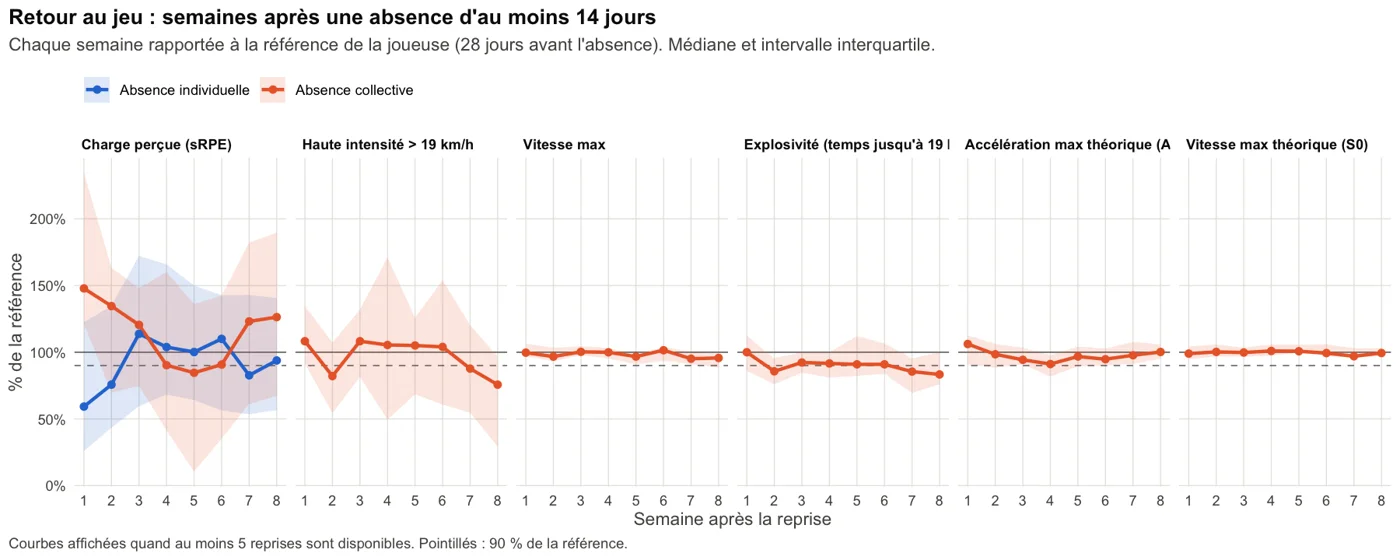 Retour au jeu : semaines après une absence d'au moins 14 jours
Chaque semaine rapportée à la référence de la joueuse (28 jours avant l'absence). Médiane et intervalle interquartile.
Absence individuelle Absence collective
Charge perçue (sRPE) Haute intensité > 19 km/h Vitesse max Explosivité (temps jusqu'à 19 Accélération max théorique (A Vitesse max théorique (S0)
% de la référence
200%
150%
100%
50%
0%
1 2 3 4 5 6 7 8 1 2 3 4 5 6 7 8 1 2 3 4 5 6 7 8 1 2 3 4 5 6 7 8 1 2 3 4 5 6 7 8 1 2 3 4 5 6 7 8
Semaine après la reprise
Courbes affichées quand au moins 5 reprises sont disponibles. Pointillés : 90 % de la référence.